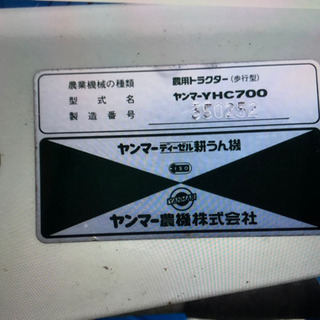 農業機械の種類 農用トラクター(歩行型)
型式名 ヤンマーYHC700
製造番号 350252
ヤンマーディーゼル耕うん機
ヤンマー農機株式会社